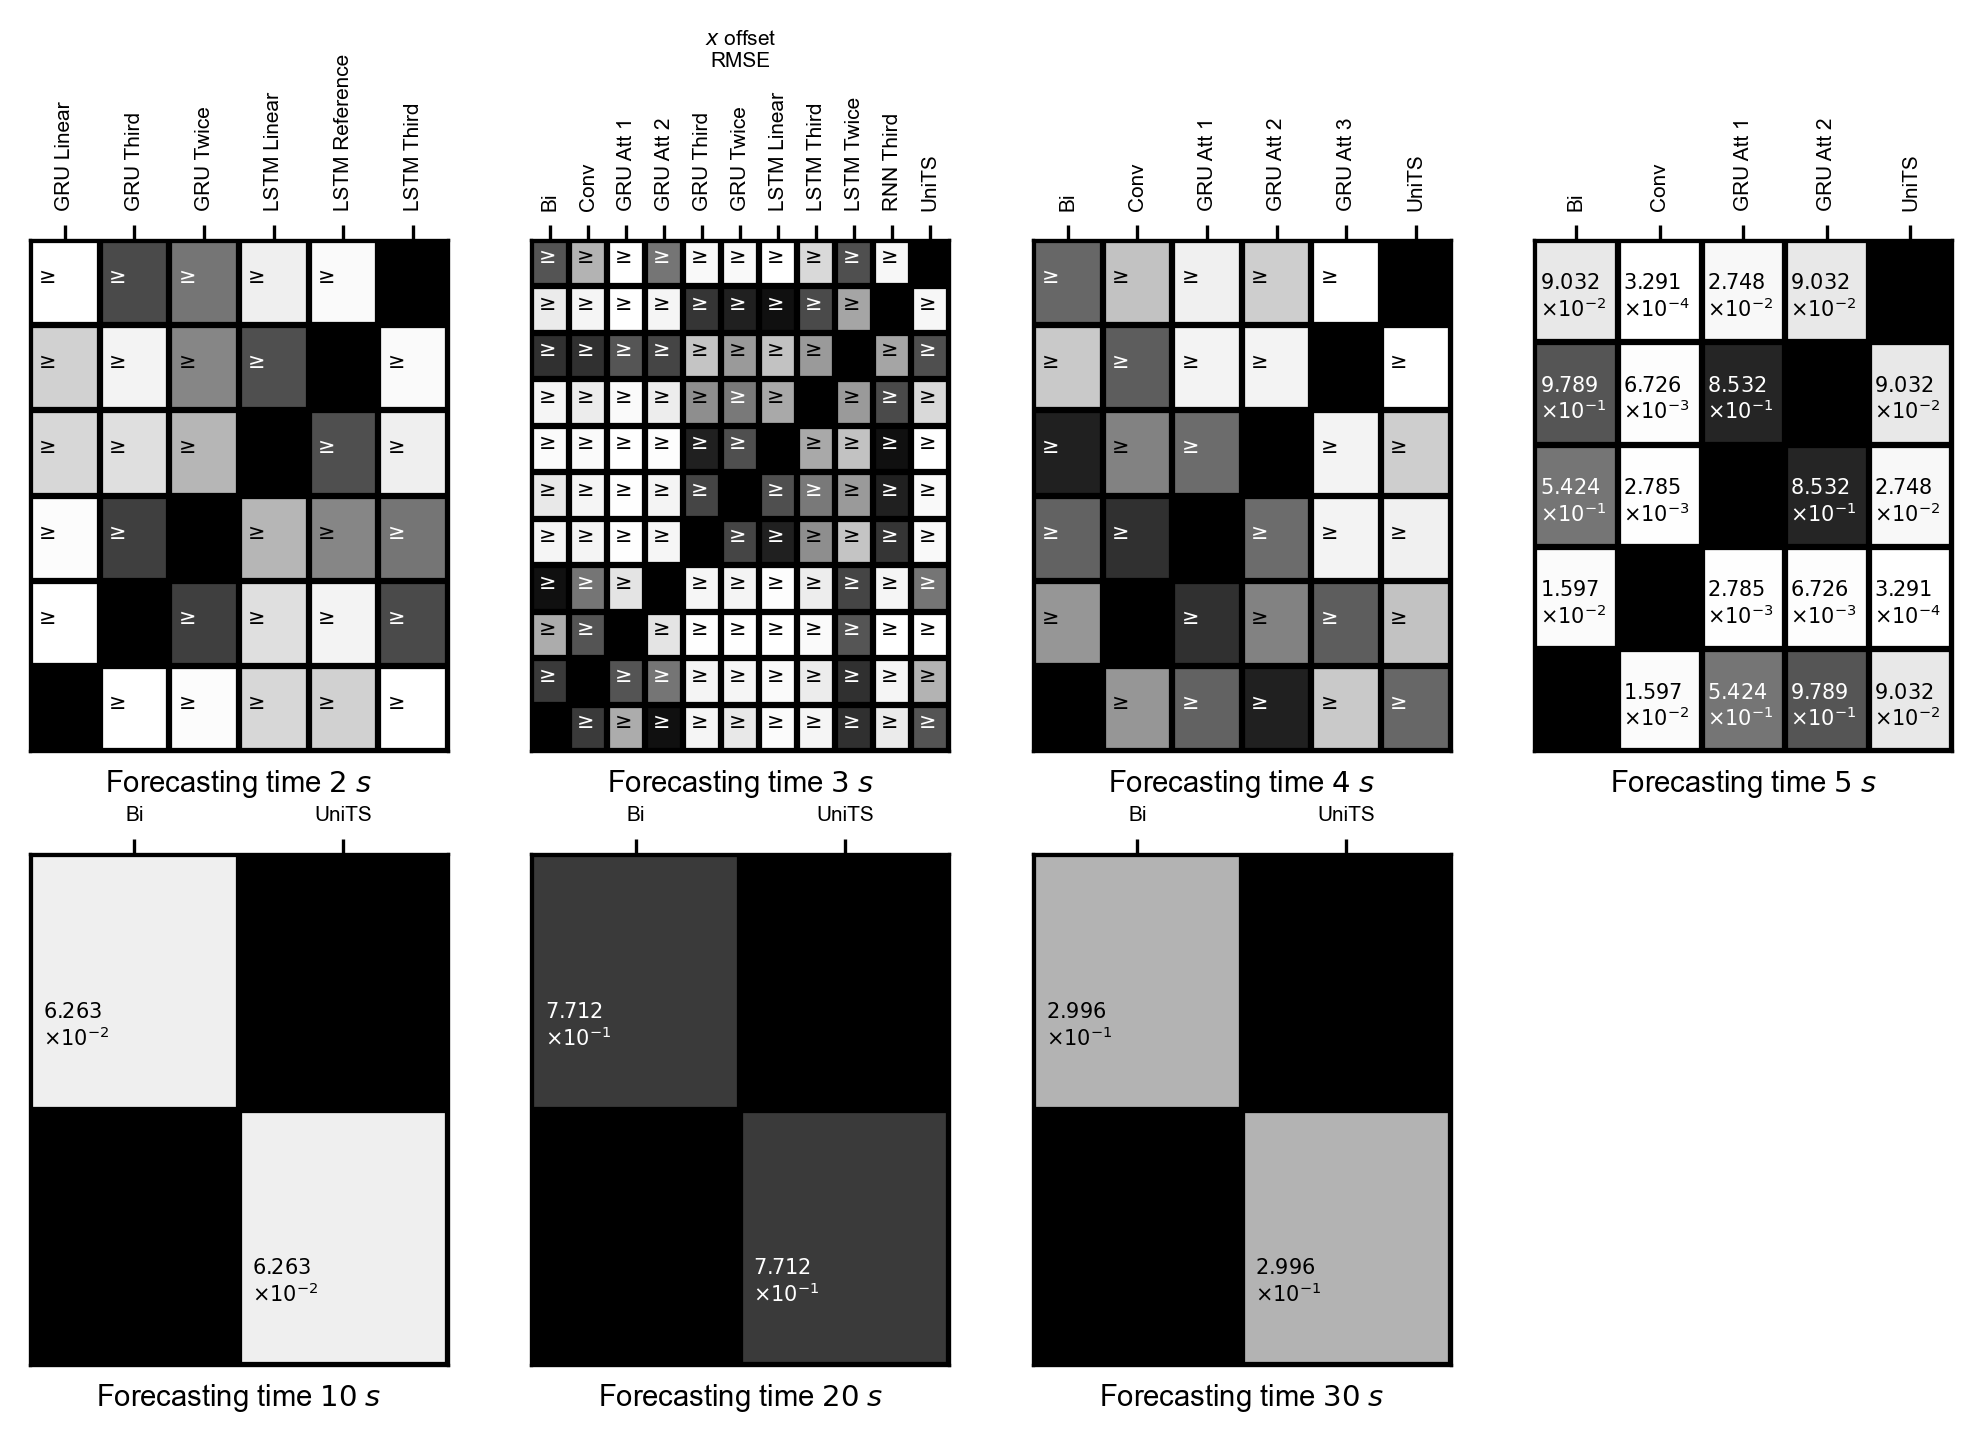 x offset
RMSE
GRU Linear
GRU Third
GRU Twice
LSTM Linear
LSTM Reference
LSTM Third
Bi
Conv
GRU Att 1
GRU Att 2
GRU Third
GRU Twice
LSTM Linear
LSTM Third
LSTM Twice
RNN Third
UniTS
Bi
Conv
GRU Att 1
GRU Att 2
GRU Att 3
UniTS
Bi
Conv
GRU Att 1
GRU Att 2
UniTS
≥ ≥ ≥ ≥ ≥
≥ ≥ ≥ ≥ ≥
≥ ≥ ≥ ≥ ≥
≥ ≥ ≥ ≥ ≥
≥ ≥ ≥ ≥ ≥
≥ ≥ ≥ ≥ ≥
≥ ≥ ≥ ≥ ≥ ≥ ≥ ≥ ≥ ≥
≥ ≥ ≥ ≥ ≥ ≥ ≥ ≥ ≥ ≥
≥ ≥ ≥ ≥ ≥ ≥ ≥ ≥ ≥ ≥
≥ ≥ ≥ ≥ ≥ ≥ ≥ ≥ ≥ ≥
≥ ≥ ≥ ≥ ≥ ≥ ≥ ≥ ≥ ≥
≥ ≥ ≥ ≥ ≥ ≥ ≥ ≥ ≥ ≥
≥ ≥ ≥ ≥ ≥ ≥ ≥ ≥ ≥ ≥
≥ ≥ ≥ ≥ ≥ ≥ ≥ ≥ ≥ ≥
≥ ≥ ≥ ≥ ≥ ≥ ≥ ≥ ≥ ≥
≥ ≥ ≥ ≥ ≥ ≥ ≥ ≥ ≥ ≥
≥ ≥ ≥ ≥ ≥ ≥ ≥ ≥ ≥ ≥
≥ ≥ ≥ ≥ ≥
≥ ≥ ≥ ≥ ≥
≥ ≥ ≥ ≥ ≥
≥ ≥ ≥ ≥ ≥
≥ ≥ ≥ ≥ ≥
≥ ≥ ≥ ≥ ≥
9.032 3.291 2.748 9.032
×10⁻² ×10⁻⁴ ×10⁻² ×10⁻²
9.789 6.726 8.532 9.032
×10⁻¹ ×10⁻³ ×10⁻¹ ×10⁻²
5.424 2.785 8.532 2.748
×10⁻¹ ×10⁻³ ×10⁻¹ ×10⁻²
1.597 2.785 6.726 3.291
×10⁻² ×10⁻³ ×10⁻³ ×10⁻⁴
1.597 5.424 9.789 9.032
×10⁻² ×10⁻¹ ×10⁻¹ ×10⁻²
Forecasting time 2 s
Forecasting time 3 s
Forecasting time 4 s
Forecasting time 5 s
Bi UniTS
Bi UniTS
Bi UniTS
6.263
×10⁻²
6.263
×10⁻²
7.712
×10⁻¹
7.712
×10⁻¹
2.996
×10⁻¹
2.996
×10⁻¹
Forecasting time 10 s
Forecasting time 20 s
Forecasting time 30 s